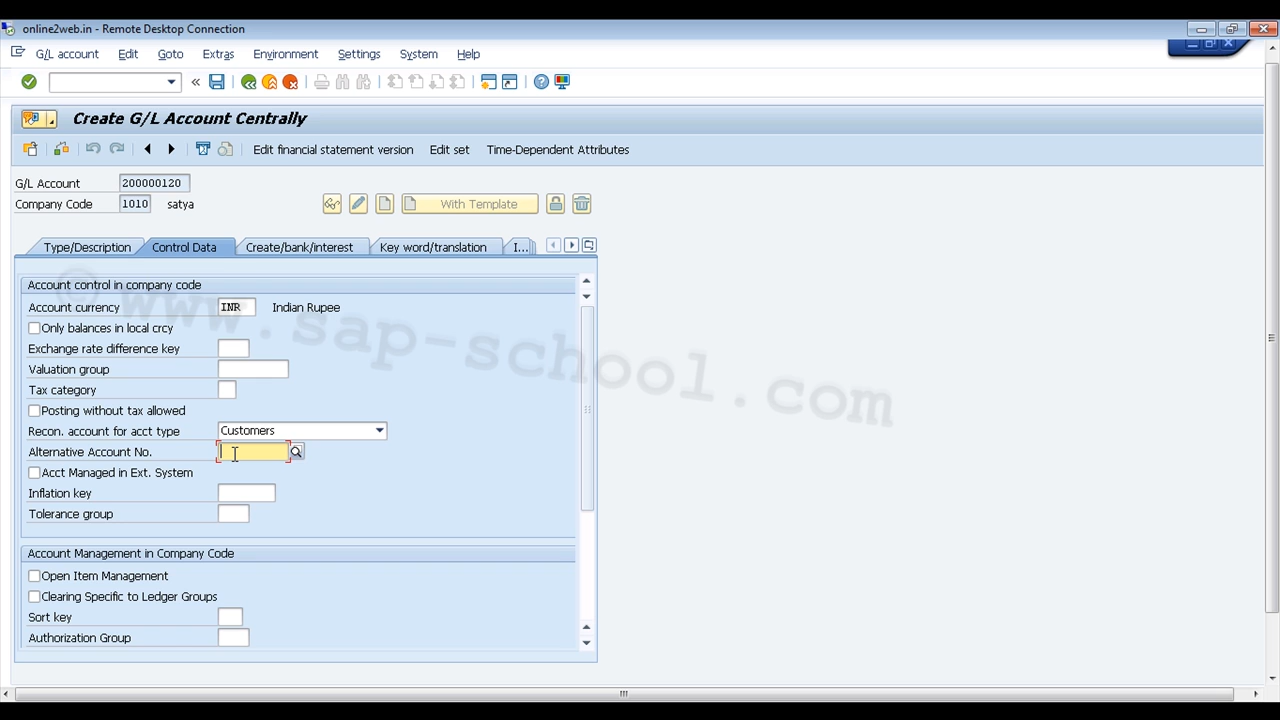 online2web.in - Remote Desktop Connection
G/L account Edit Goto Extras Environment Settings System Help
Create G/L Account Centrally
Edit financial statement version Edit set Time-Dependent Attributes
G/L Account 200000120
Company Code 1010 satya With Template
Type/Description Control Data Create/bank/interest Key word/translation I...
Account control in company code
Account currency INR Indian Rupee
Only balances in local crcy
Exchange rate difference key
Valuation group
Tax category
Posting without tax allowed
Recon. account for acct type Customers
Alternative Account No.
Acct Managed in Ext. System
Inflation key
Tolerance group
Account Management in Company Code
Open Item Management
Clearing Specific to Ledger Groups
Sort key
Authorization Group
© www.sap-school.com